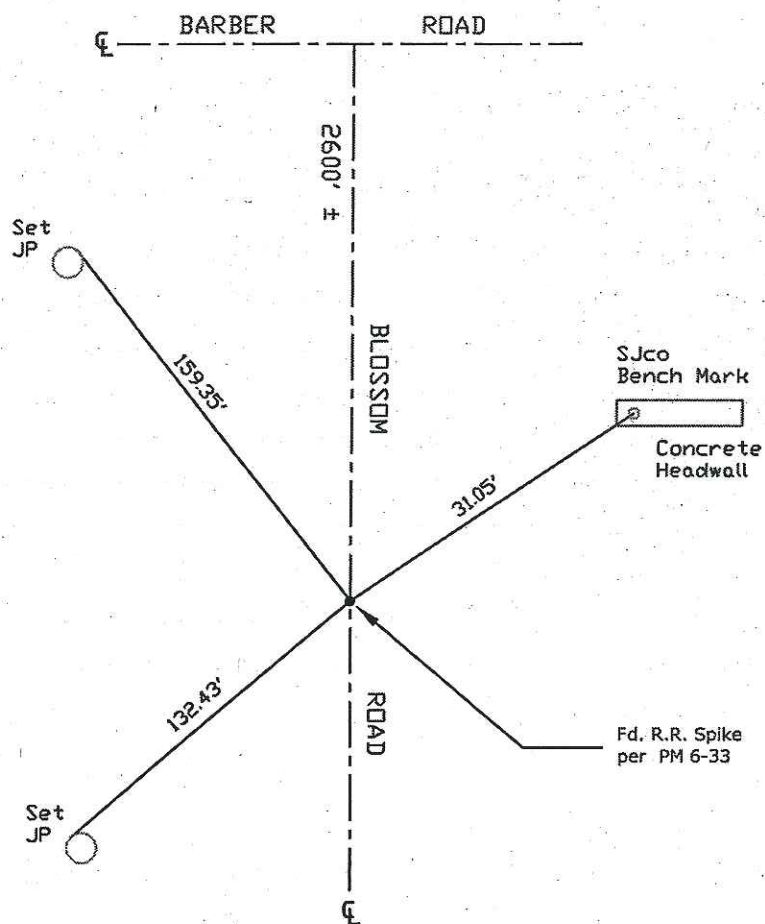 ℄ BARBER ROAD
2600' ±
Set
JP
159.35'
BLOSSOM
SJco
Bench Mark
Concrete
Headwall
31.05'
132.43'
ROAD
Fd. R.R. Spike
per PM 6-33
Set
JP
℄